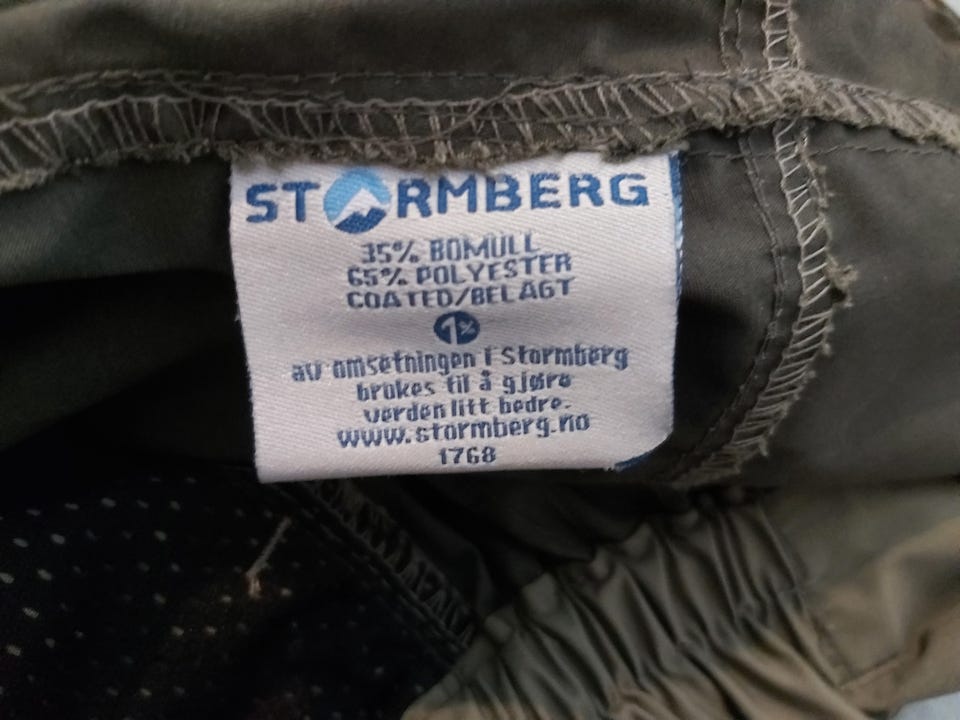 STORMBERG
35% BOMULL
65% POLYESTER
COATED/BELAGT
1%
av omsetningen i Stormberg
brukes til å gjøre
verden litt bedre.
www.stormberg.no
1768